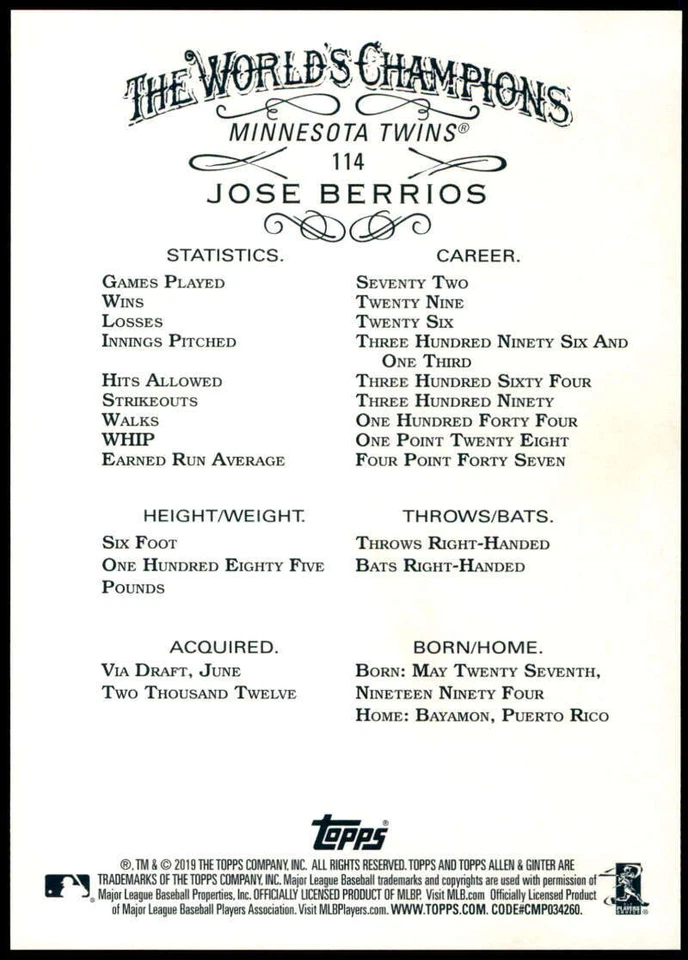 THE WORLD'S CHAMPIONS
MINNESOTA TWINS®
114
JOSE BERRIOS
STATISTICS. CAREER.
GAMES PLAYED SEVENTY TWO
WINS TWENTY NINE
LOSSES TWENTY SIX
INNINGS PITCHED THREE HUNDRED NINETY SIX AND
ONE THIRD
HITS ALLOWED THREE HUNDRED SIXTY FOUR
STRIKEOUTS THREE HUNDRED NINETY
WALKS ONE HUNDRED FORTY FOUR
WHIP ONE POINT TWENTY EIGHT
EARNED RUN AVERAGE FOUR POINT FORTY SEVEN
HEIGHT/WEIGHT. THROWS/BATS.
SIX FOOT THROWS RIGHT-HANDED
ONE HUNDRED EIGHTY FIVE BATS RIGHT-HANDED
POUNDS
ACQUIRED. BORN/HOME.
VIA DRAFT, JUNE BORN: MAY TWENTY SEVENTH,
TWO THOUSAND TWELVE NINETEEN NINETY FOUR
HOME: BAYAMON, PUERTO RICO
Topps®
®, TM & © 2019 THE TOPPS COMPANY, INC. ALL RIGHTS RESERVED. TOPPS AND TOPPS ALLEN & GINTER ARE
TRADEMARKS OF THE TOPPS COMPANY, INC. Major League Baseball trademarks and copyrights are used with permission of
Major League Baseball Properties, Inc. OFFICIALLY LICENSED PRODUCT OF MLBP. Visit MLB.com Officially Licensed Product
of Major League Baseball Players Association. Visit MLBPlayers.com. WWW.TOPPS.COM. CODE#CMP034260.
PLAYERS